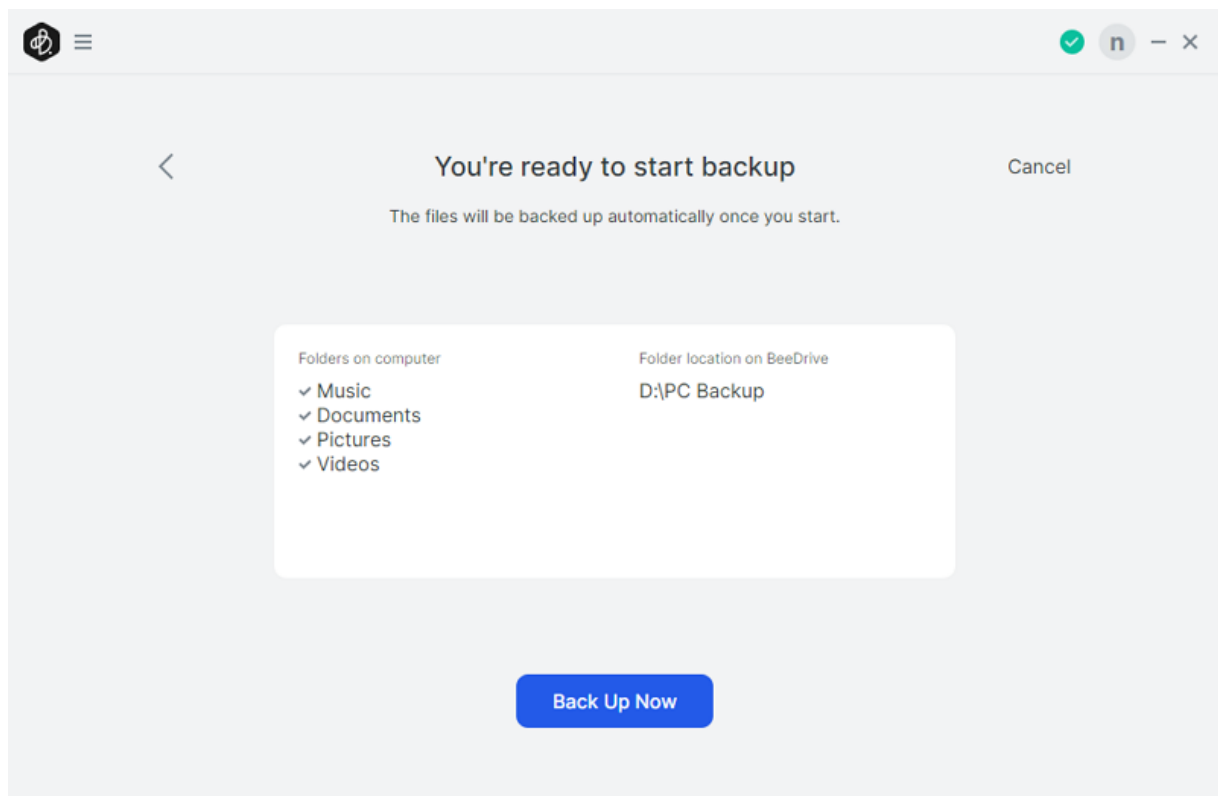 n
You're ready to start backup
Cancel
The files will be backed up automatically once you start.
Folders on computer
Music
Documents
Pictures
Videos
Folder location on BeeDrive
D:\PC Backup
Back Up Now